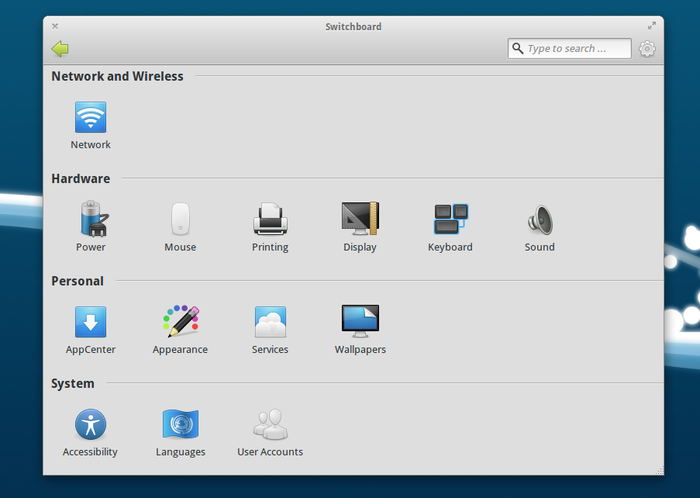 Switchboard
Type to search ...
Network and Wireless
Network
Hardware
Power Mouse Printing Display Keyboard Sound
Personal
AppCenter Appearance Services Wallpapers
System
Accessibility Languages User Accounts